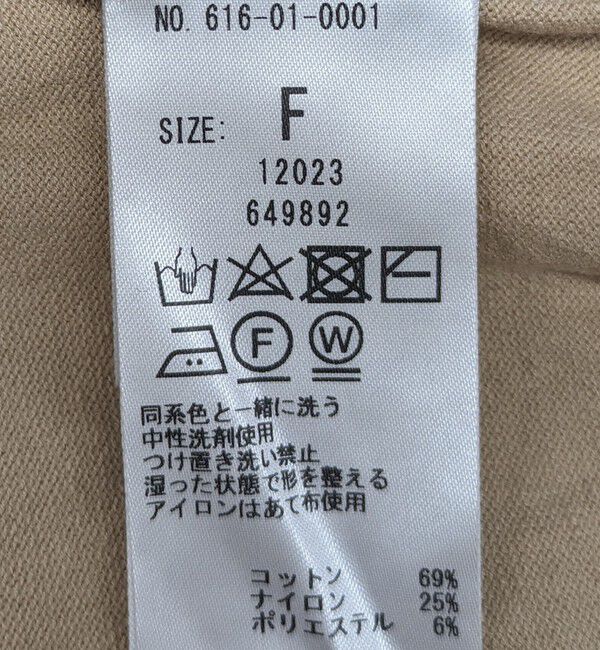 NO. 616-01-0001
SIZE: F
12023
649892
F W
同系色と一緒に洗う
中性洗剤使用
つけ置き洗い禁止
湿った状態で形を整える
アイロンはあて布使用
コットン 69%
ナイロン 25%
ポリエステル 6%